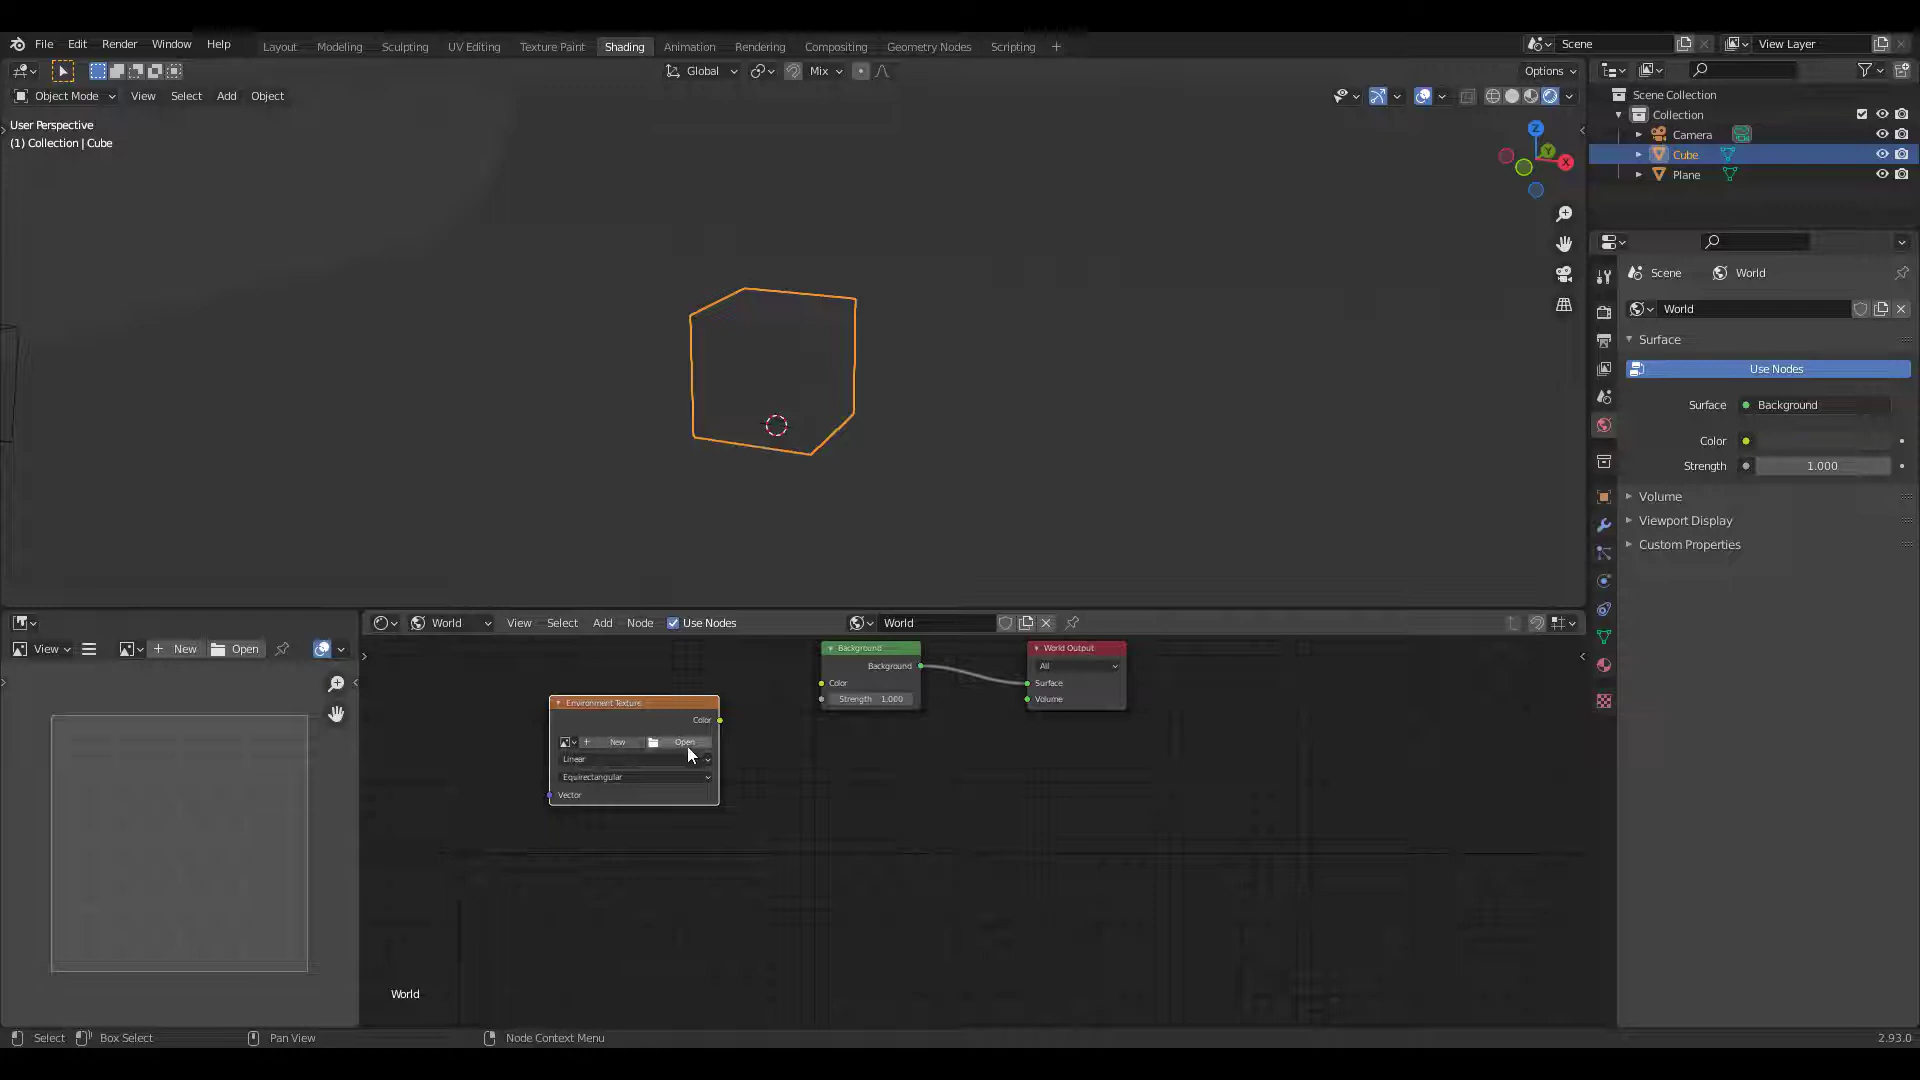 File Edit Render Window Help
Layout Modeling Sculpting UV Editing Texture Paint Shading Animation Rendering Compositing Geometry Nodes Scripting +
Scene View Layer
Global Mix Options
Object Mode View Select Add Object
User Perspective
(1) Collection | Cube
Z
Y
X
Scene Collection
Collection
Camera
Cube
Plane
Scene World
World
Surface
Use Nodes
Surface Background
Color
Strength 1.000
Volume
Viewport Display
Custom Properties
World View Select Add Node Use Nodes World
View New Open
Background
Background
Color
Strength 1.000
World Output
All
Surface
Volume
Environment Texture
Color
New Open
Linear
Equirectangular
Vector
World
Select Box Select Pan View Node Context Menu 2.93.0